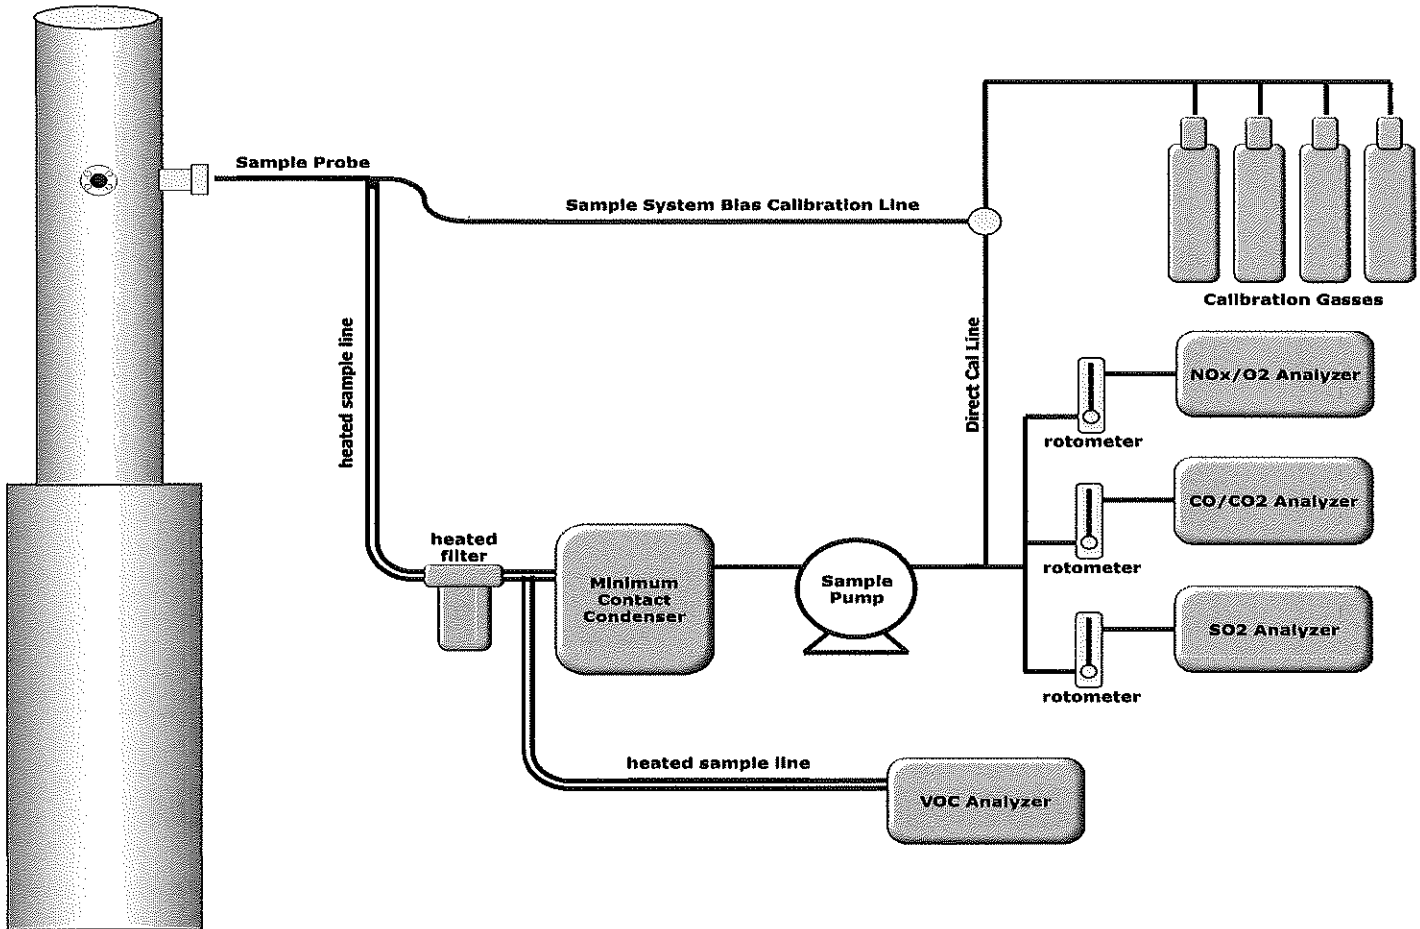 Sample Probe
Sample System Bias Calibration Line
Calibration Gasses
heated sample line
Direct Cal Line
NOx/O2 Analyzer
rotometer
CO/CO2 Analyzer
rotometer
heated
filter
Minimum
Contact
Condenser
Sample
Pump
SO2 Analyzer
rotometer
heated sample line
VOC Analyzer